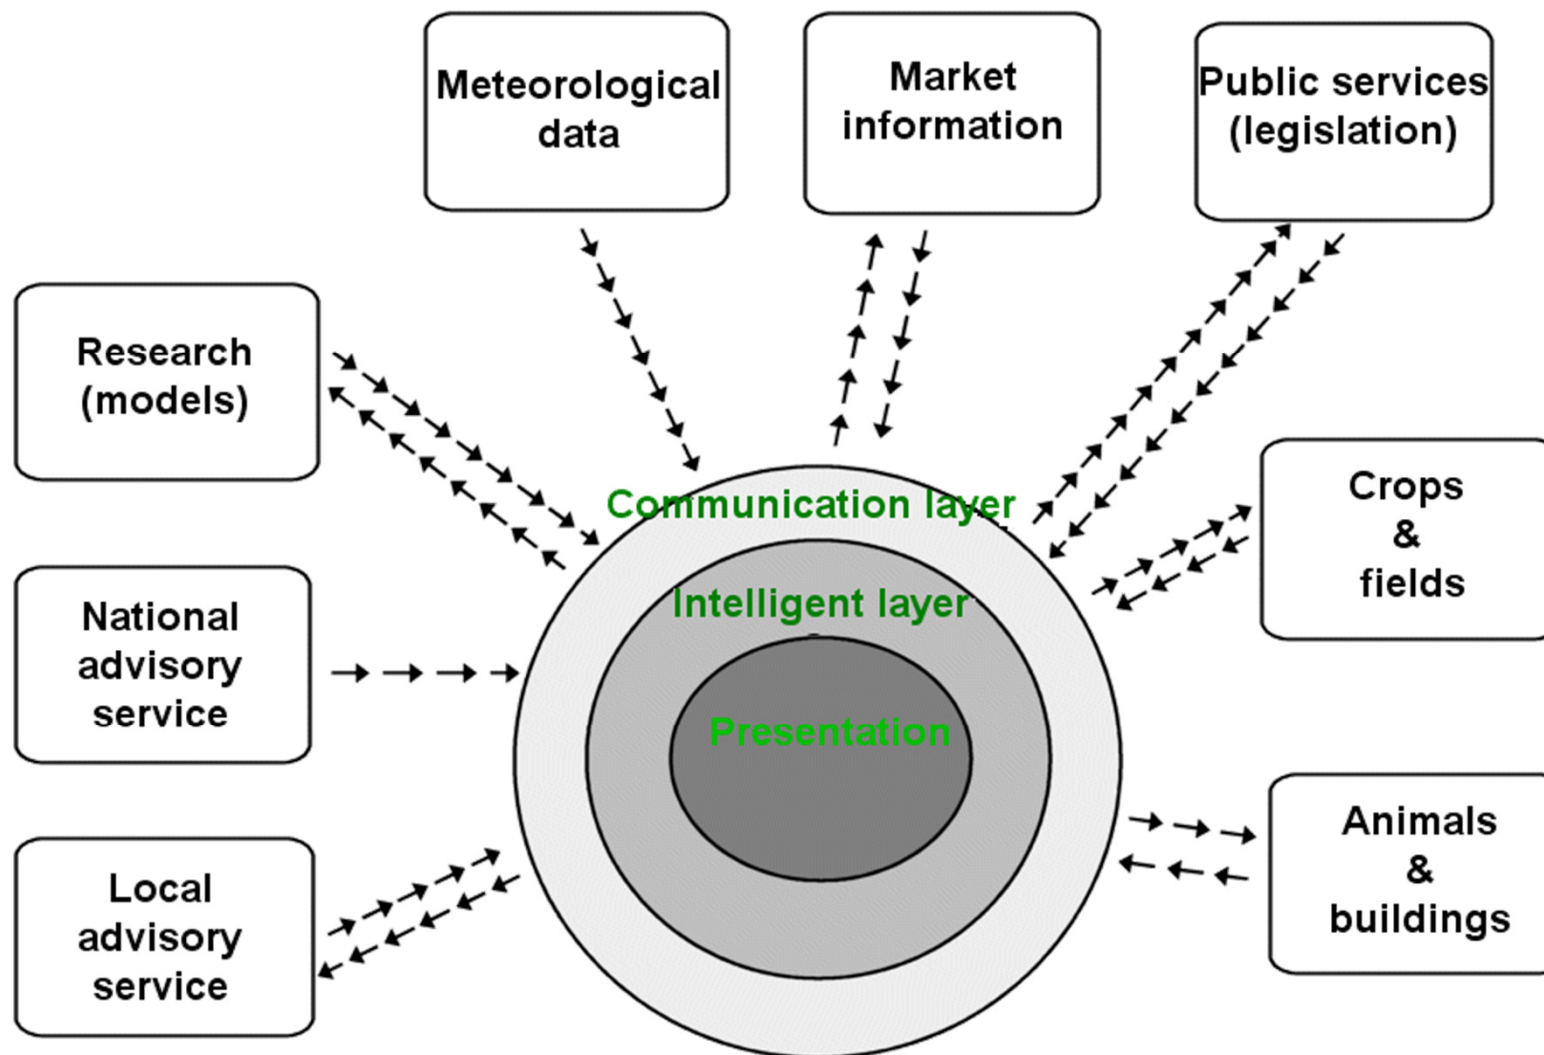 Meteorological
data
Market
information
Public services
(legislation)
Research
(models)
Communication layer
Crops
&
fields
Intelligent layer
National
advisory
service
Presentation
Animals
&
buildings
Local
advisory
service